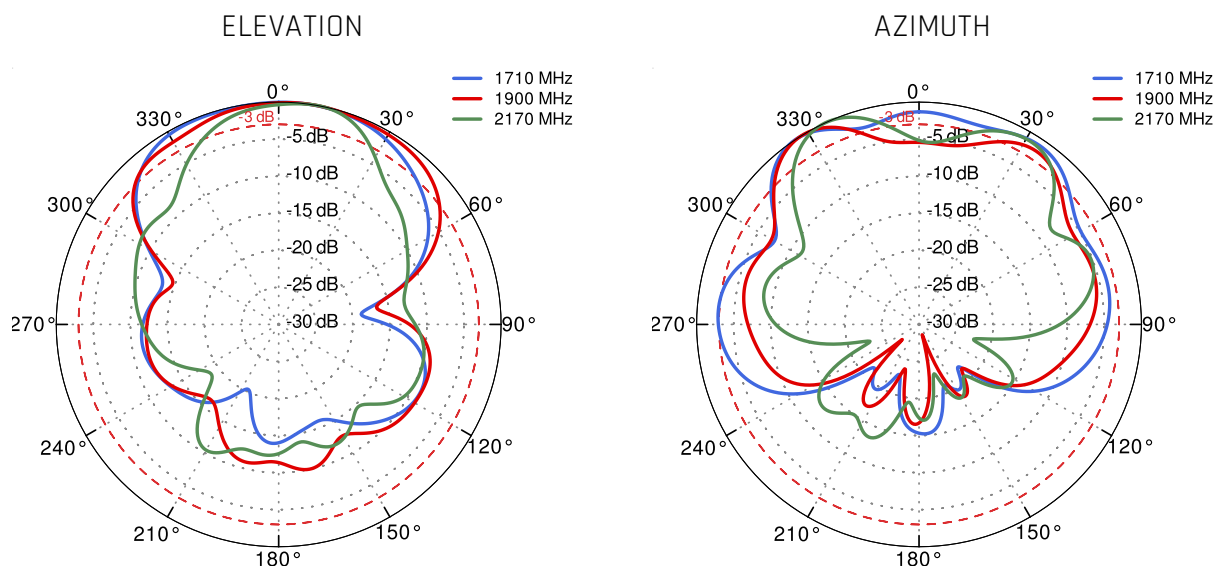 ELEVATION
AZIMUTH
1710 MHz
1900 MHz
2170 MHz
0°
30°
60°
90°
120°
150°
180°
210°
240°
270°
300°
330°
-3 dB
-5 dB
-10 dB
-15 dB
-20 dB
-25 dB
-30 dB
1710 MHz
1900 MHz
2170 MHz
0°
30°
60°
90°
120°
150°
180°
210°
240°
270°
300°
330°
-3 dB
-5 dB
-10 dB
-15 dB
-20 dB
-25 dB
-30 dB